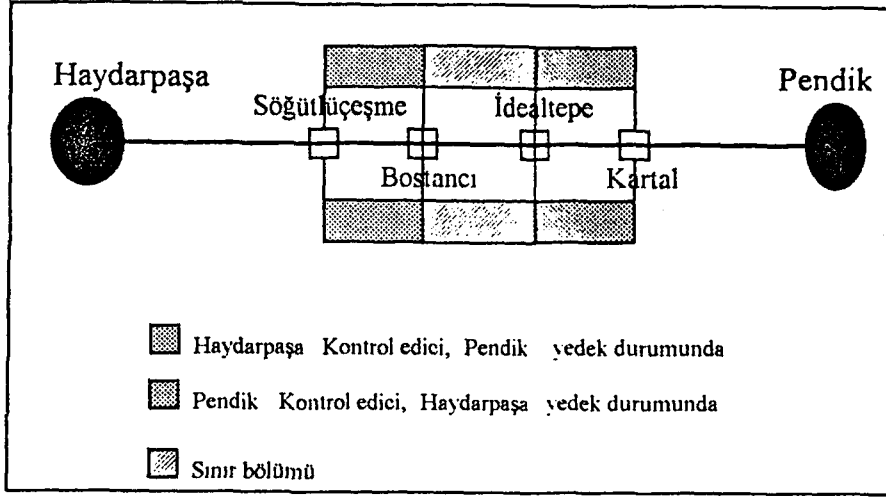 Haydarpaşa
Pendik
Söğütlüçeşme
İdealtepe
Bostancı
Kartal
Haydarpaşa Kontrol edici, Pendik yedek durumunda
Pendik Kontrol edici, Haydarpaşa yedek durumunda
Sınır bölümü